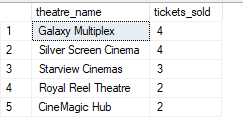 theatre_name tickets_sold
1 Galaxy Multiplex 4
2 Silver Screen Cinema 4
3 Starview Cinemas 3
4 Royal Reel Theatre 2
5 CineMagic Hub 2